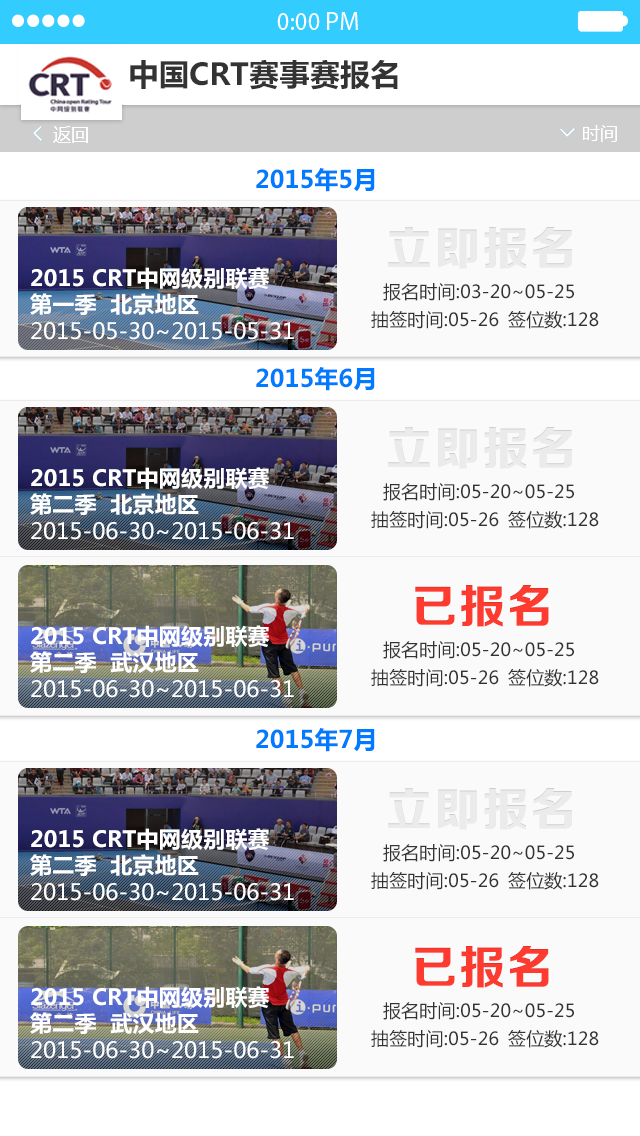 0:00 PM
CRT
China open Rating Tour
中网级别联赛
中国CRT赛事赛报名
返回
时间
2015年5月
WTA
2015 CRT中网级别联赛
第一季 北京地区
2015-05-30~2015-05-31
立即报名
报名时间:03-20~05-25
抽签时间:05-26 签位数:128
2015年6月
WTA
2015 CRT中网级别联赛
第二季 北京地区
2015-06-30~2015-06-31
立即报名
报名时间:05-20~05-25
抽签时间:05-26 签位数:128
2015 CRT中网级别联赛
第二季 武汉地区
2015-06-30~2015-06-31
已报名
报名时间:05-20~05-25
抽签时间:05-26 签位数:128
2015年7月
WTA
2015 CRT中网级别联赛
第二季 北京地区
2015-06-30~2015-06-31
立即报名
报名时间:05-20~05-25
抽签时间:05-26 签位数:128
2015 CRT中网级别联赛
第二季 武汉地区
2015-06-30~2015-06-31
已报名
报名时间:05-20~05-25
抽签时间:05-26 签位数:128